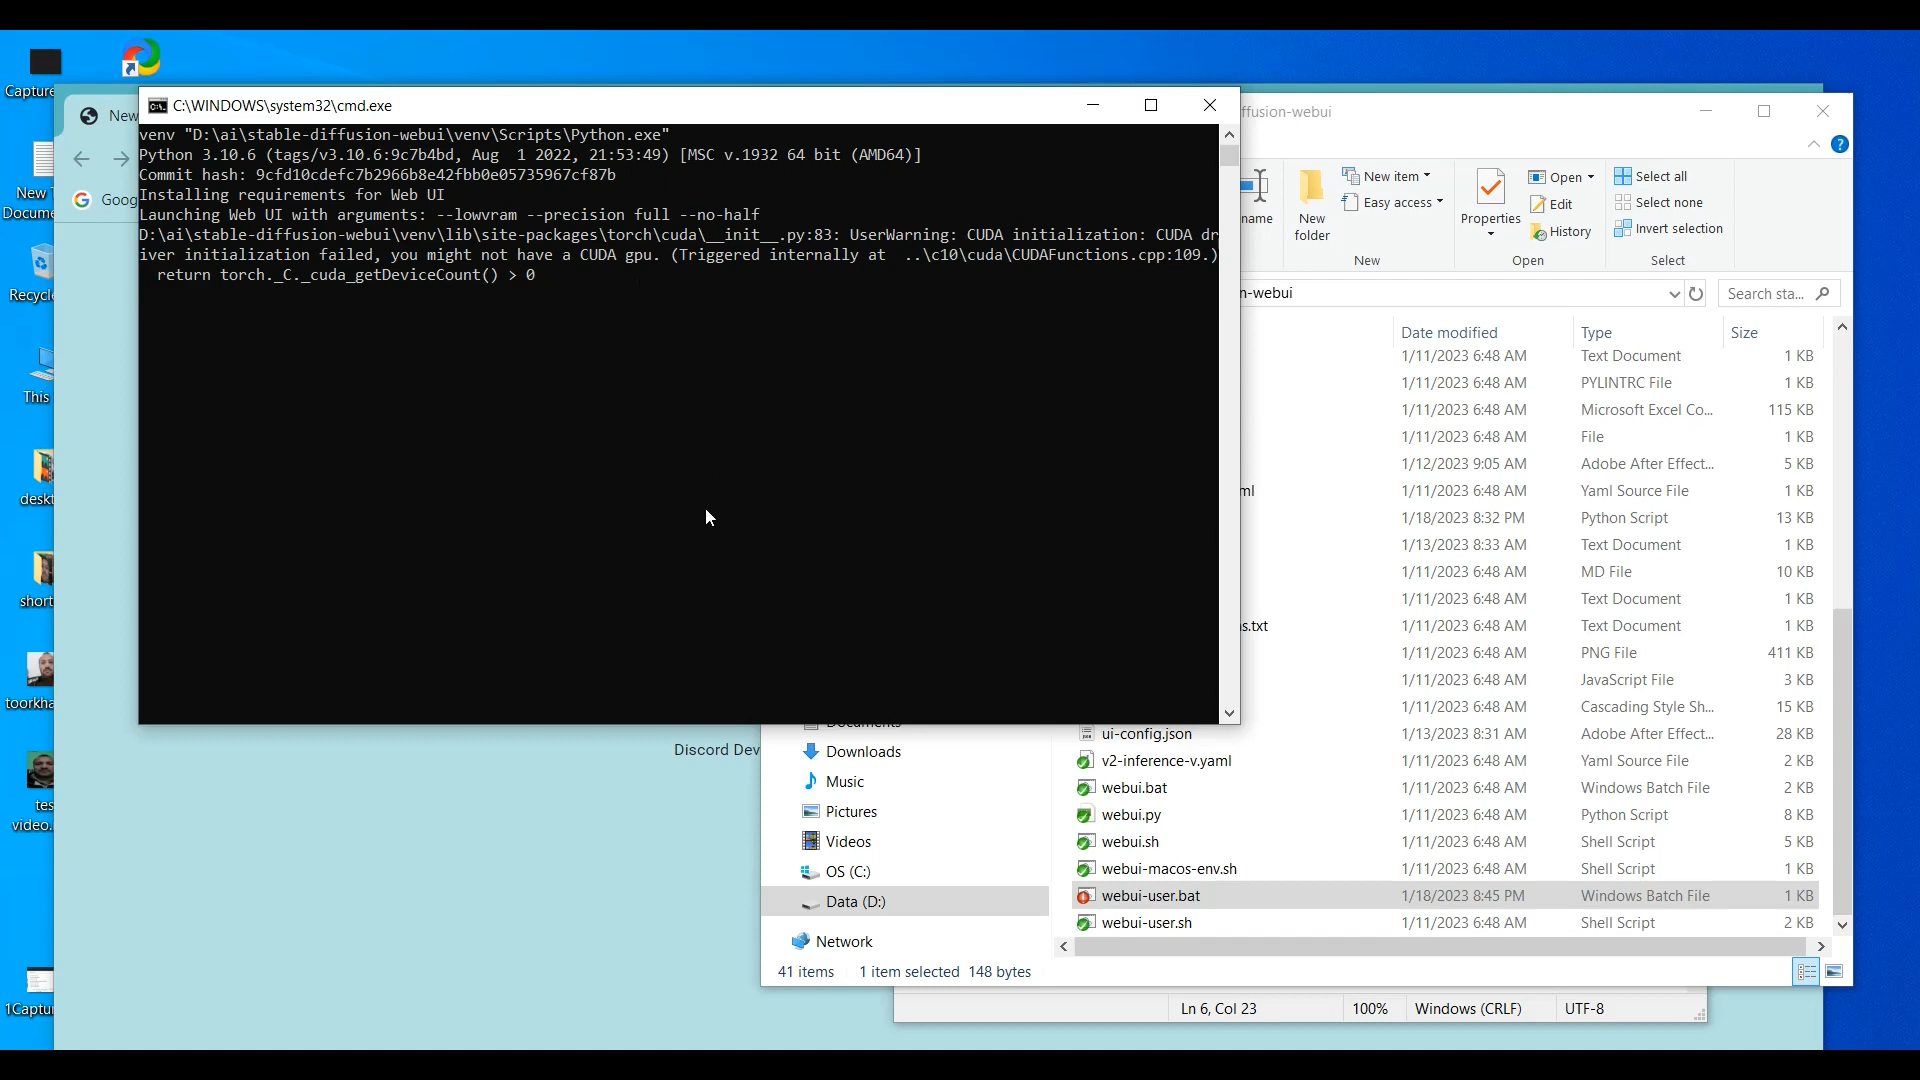 Capture
New
Docume
Recycle
This
deskt
short
toorkha
tes
video.
1Captur
New
Goog
C:\WINDOWS\system32\cmd.exe
venv "D:\ai\stable-diffusion-webui\venv\Scripts\Python.exe"
Python 3.10.6 (tags/v3.10.6:9c7b4bd, Aug  1 2022, 21:53:49) [MSC v.1932 64 bit (AMD64)]
Commit hash: 9cfd10cdefc7b2966b8e42fbb0e05735967cf87b
Installing requirements for Web UI
Launching Web UI with arguments: --lowvram --precision full --no-half
D:\ai\stable-diffusion-webui\venv\lib\site-packages\torch\cuda\__init__.py:83: UserWarning: CUDA initialization: CUDA dr
iver initialization failed, you might not have a CUDA gpu. (Triggered internally at  ..\c10\cuda\CUDAFunctions.cpp:109.)
  return torch._C._cuda_getDeviceCount() > 0
Discord Dev
ffusion-webui
name
New
folder
New item
Easy access
New
Properties
Open
Edit
History
Open
Select all
Select none
Invert selection
Select
n-webui
Search sta...
Date modified Type Size
1/11/2023 6:48 AM Text Document 1 KB
1/11/2023 6:48 AM PYLINTRC File 1 KB
1/11/2023 6:48 AM Microsoft Excel Co... 115 KB
1/11/2023 6:48 AM File 1 KB
1/12/2023 9:05 AM Adobe After Effect... 5 KB
ml 1/11/2023 6:48 AM Yaml Source File 1 KB
1/18/2023 8:32 PM Python Script 13 KB
1/13/2023 8:33 AM Text Document 1 KB
1/11/2023 6:48 AM MD File 10 KB
1/11/2023 6:48 AM Text Document 1 KB
s.txt 1/11/2023 6:48 AM Text Document 1 KB
1/11/2023 6:48 AM PNG File 411 KB
1/11/2023 6:48 AM JavaScript File 3 KB
1/11/2023 6:48 AM Cascading Style Sh... 15 KB
ui-config.json 1/13/2023 8:31 AM Adobe After Effect... 28 KB
v2-inference-v.yaml 1/11/2023 6:48 AM Yaml Source File 2 KB
webui.bat 1/11/2023 6:48 AM Windows Batch File 2 KB
webui.py 1/11/2023 6:48 AM Python Script 8 KB
webui.sh 1/11/2023 6:48 AM Shell Script 5 KB
webui-macos-env.sh 1/11/2023 6:48 AM Shell Script 1 KB
webui-user.bat 1/18/2023 8:45 PM Windows Batch File 1 KB
webui-user.sh 1/11/2023 6:48 AM Shell Script 2 KB
Documents
Downloads
Music
Pictures
Videos
OS (C:)
Data (D:)
Network
41 items 1 item selected 148 bytes
Ln 6, Col 23 100% Windows (CRLF) UTF-8